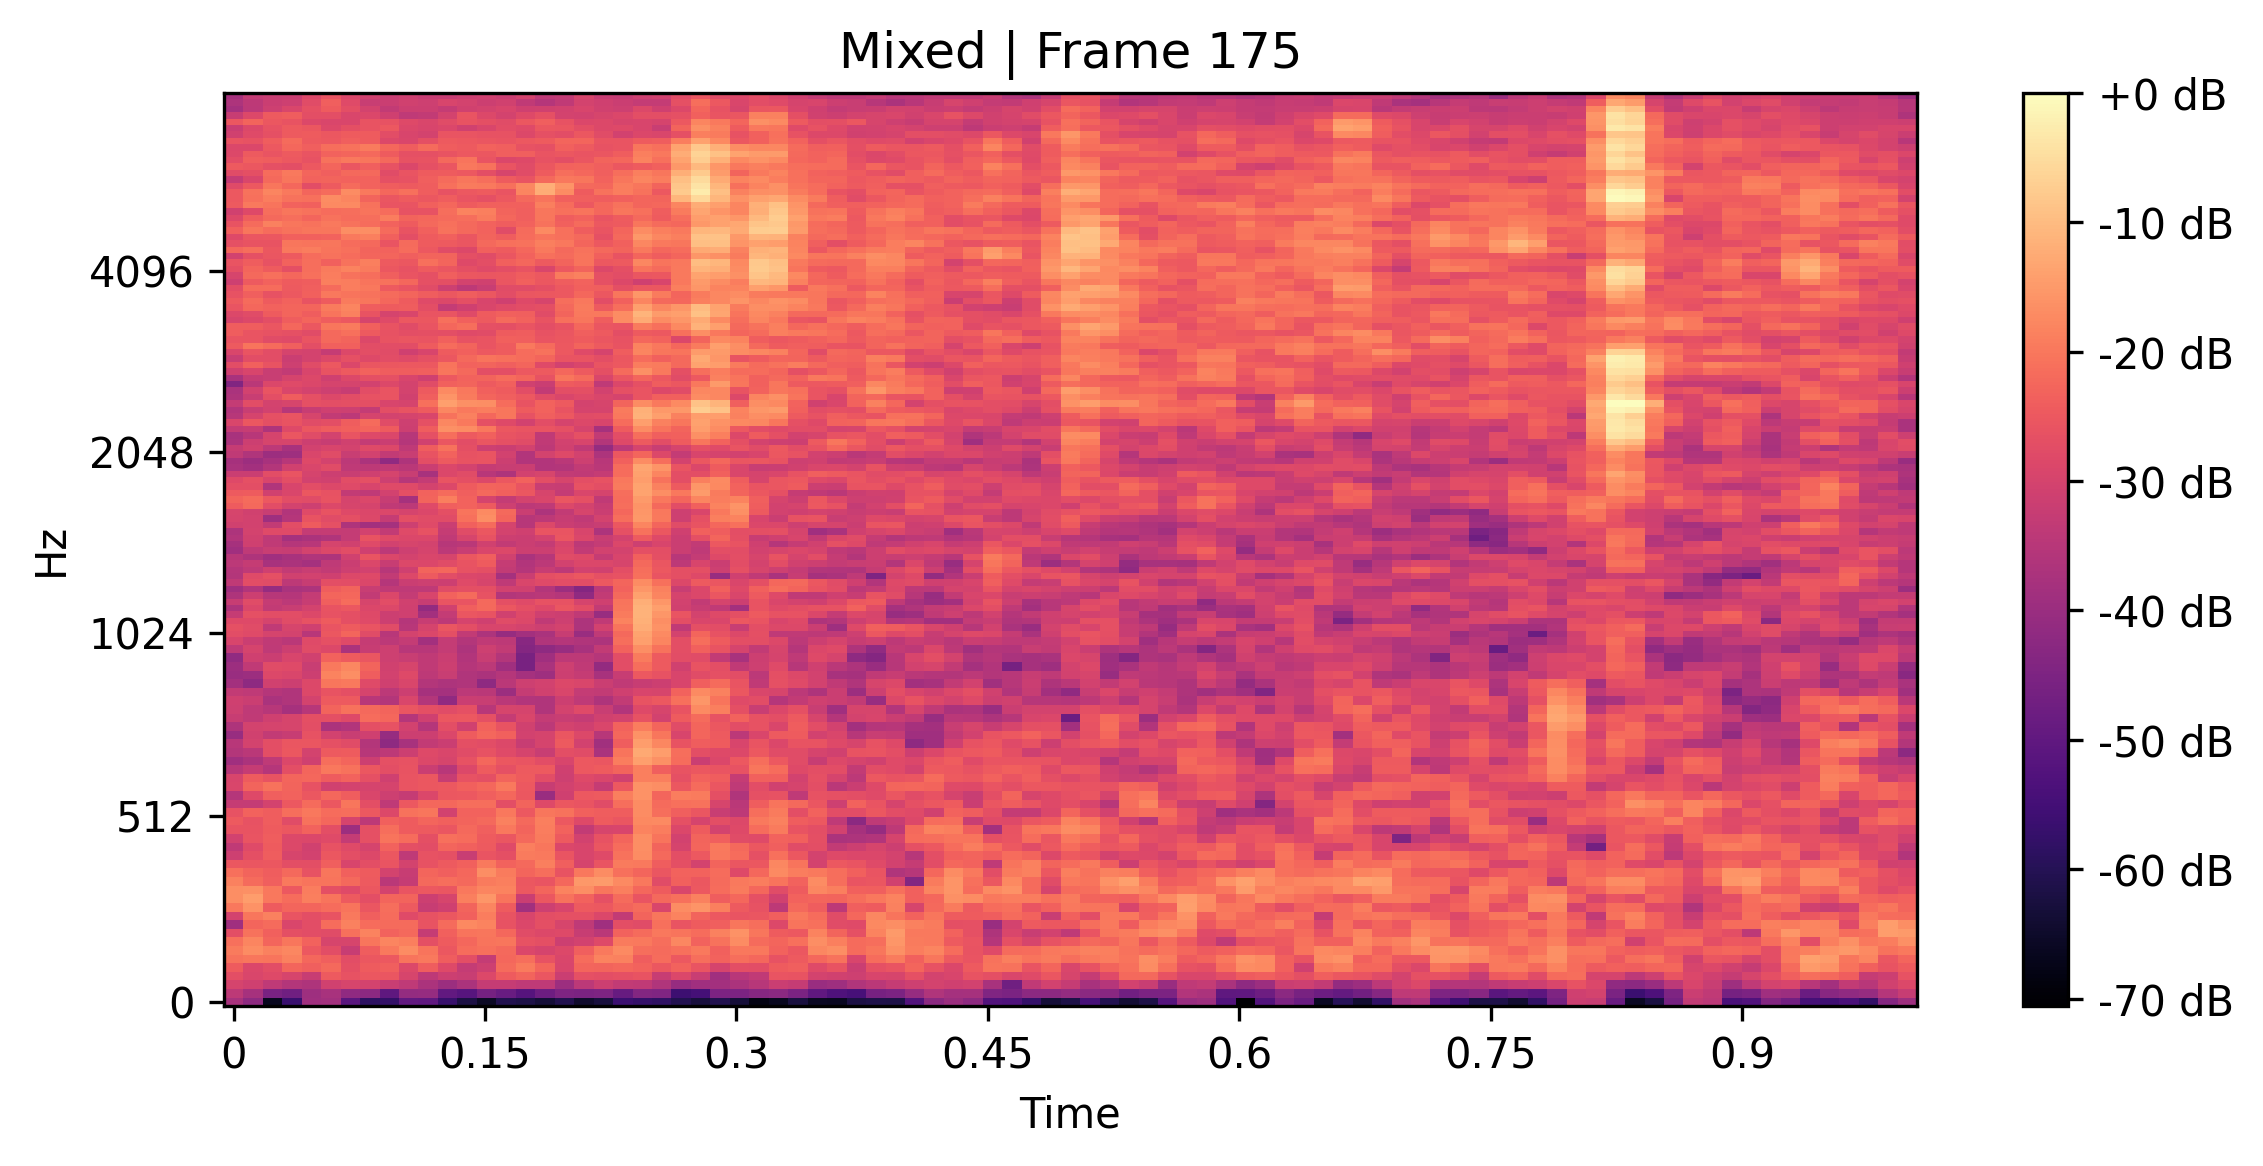 Mixed | Frame 175
Hz
4096
2048
1024
512
0
0 0.15 0.3 0.45 0.6 0.75 0.9
Time
+0 dB
-10 dB
-20 dB
-30 dB
-40 dB
-50 dB
-60 dB
-70 dB